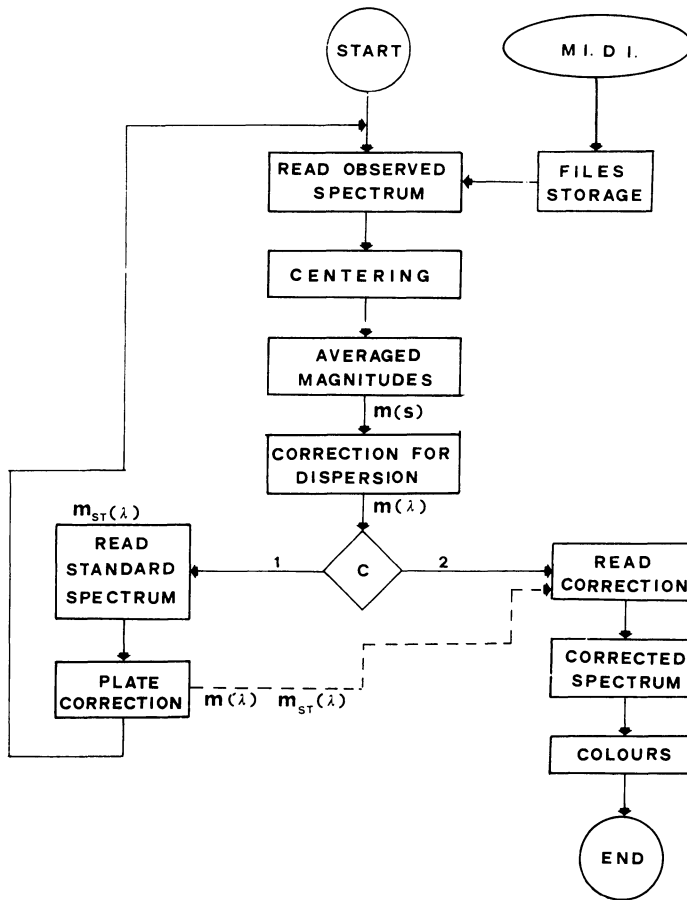 START
M I. D I.
READ OBSERVED
SPECTRUM
FILES
STORAGE
CENTERING
AVERAGED
MAGNITUDES
m(s)
CORRECTION FOR
DISPERSION
m(λ)
m_ST(λ)
READ
STANDARD
SPECTRUM
1
C
2
READ
CORRECTION
PLATE
CORRECTION
m(λ) m_ST(λ)
CORRECTED
SPECTRUM
COLOURS
END